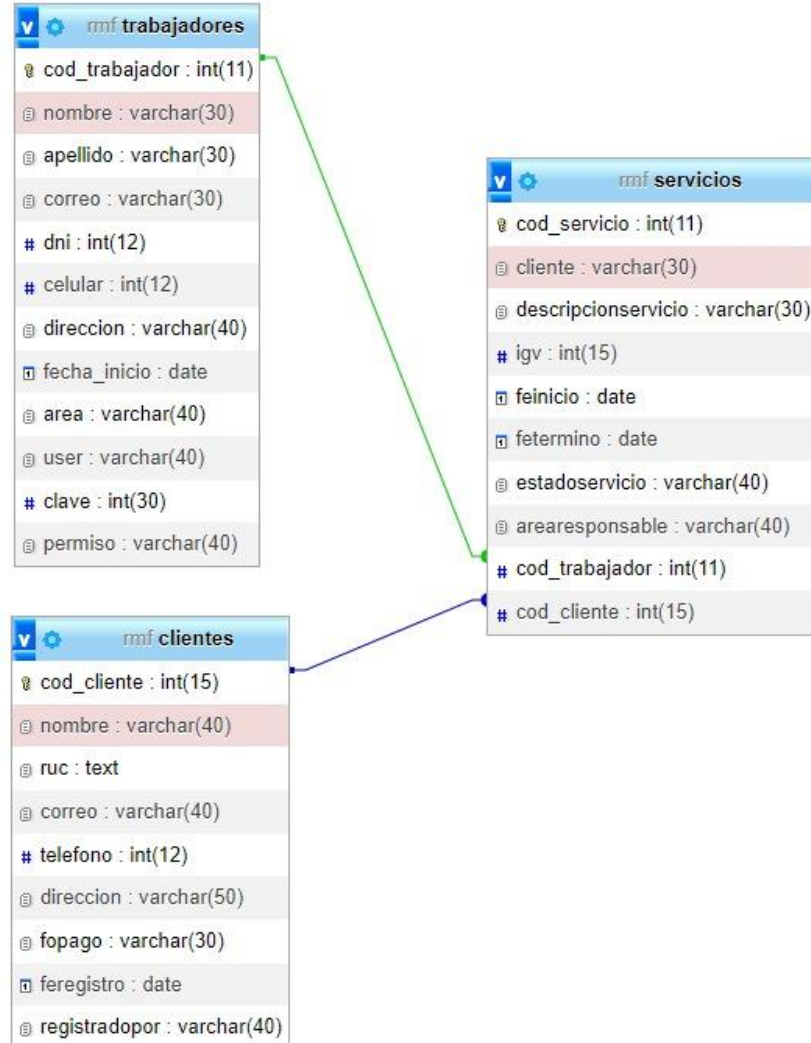 rmf trabajadores
cod_trabajador : int(11)
nombre : varchar(30)
apellido : varchar(30)
correo : varchar(30)
# dni : int(12)
# celular : int(12)
direccion : varchar(40)
fecha_inicio : date
area : varchar(40)
user : varchar(40)
# clave : int(30)
permiso : varchar(40)
rmf servicios
cod_servicio : int(11)
cliente : varchar(30)
descripcionservicio : varchar(30)
# igv : int(15)
feinicio : date
fetermino : date
estadoservicio : varchar(40)
arearesponsable : varchar(40)
# cod_trabajador : int(11)
# cod_cliente : int(15)
rmf clientes
cod_cliente : int(15)
nombre : varchar(40)
ruc : text
correo : varchar(40)
# telefono : int(12)
direccion : varchar(50)
fopago : varchar(30)
feregistro : date
registradopor : varchar(40)